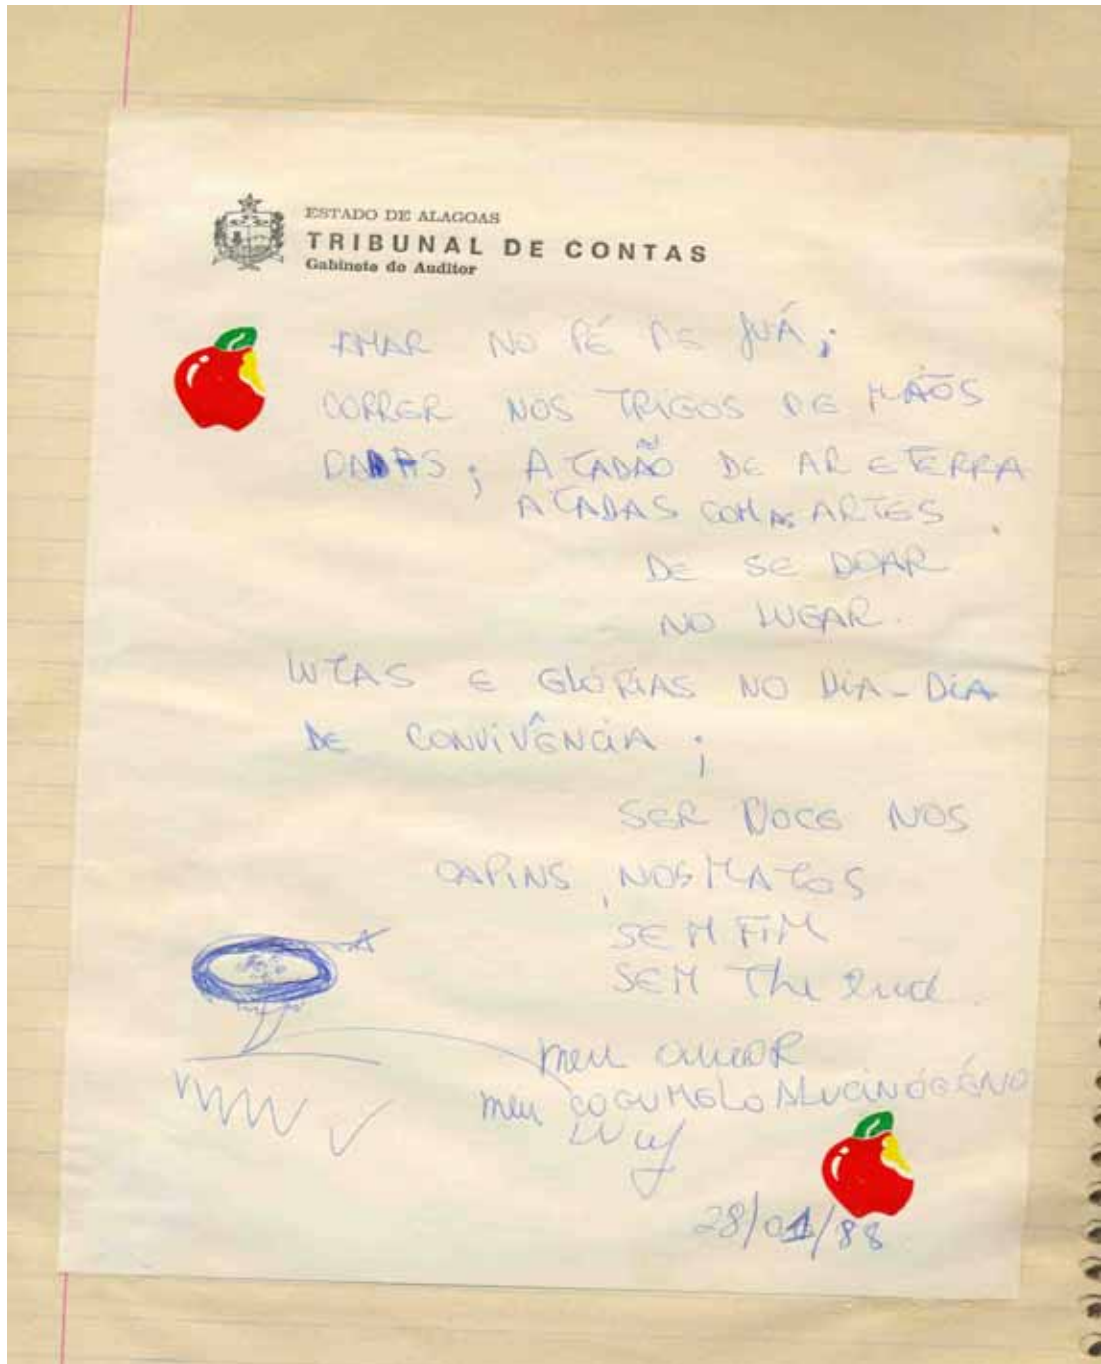 ESTADO DE ALAGOAS
TRIBUNAL DE CONTAS
Gabinete do Auditor
AMAR NO PÉ DE JUÁ;
CORRER NOS TRIGOS DE MÃOS
DADAS; A TADÃO DE AR E TERRA
ATADAS COM AS ARTES.
DE SE DOAR
NO LUGAR.
LUTAS E GLÓRIAS NO DIA-DIA
DE CONVIVÊNCIA;
SER DOCE NOS
CAPINS, NOS MATOS
SEM FIM
SEM The End.
meu amor
meu COGUMELO ALUCINÓGÉNO
28/01/88